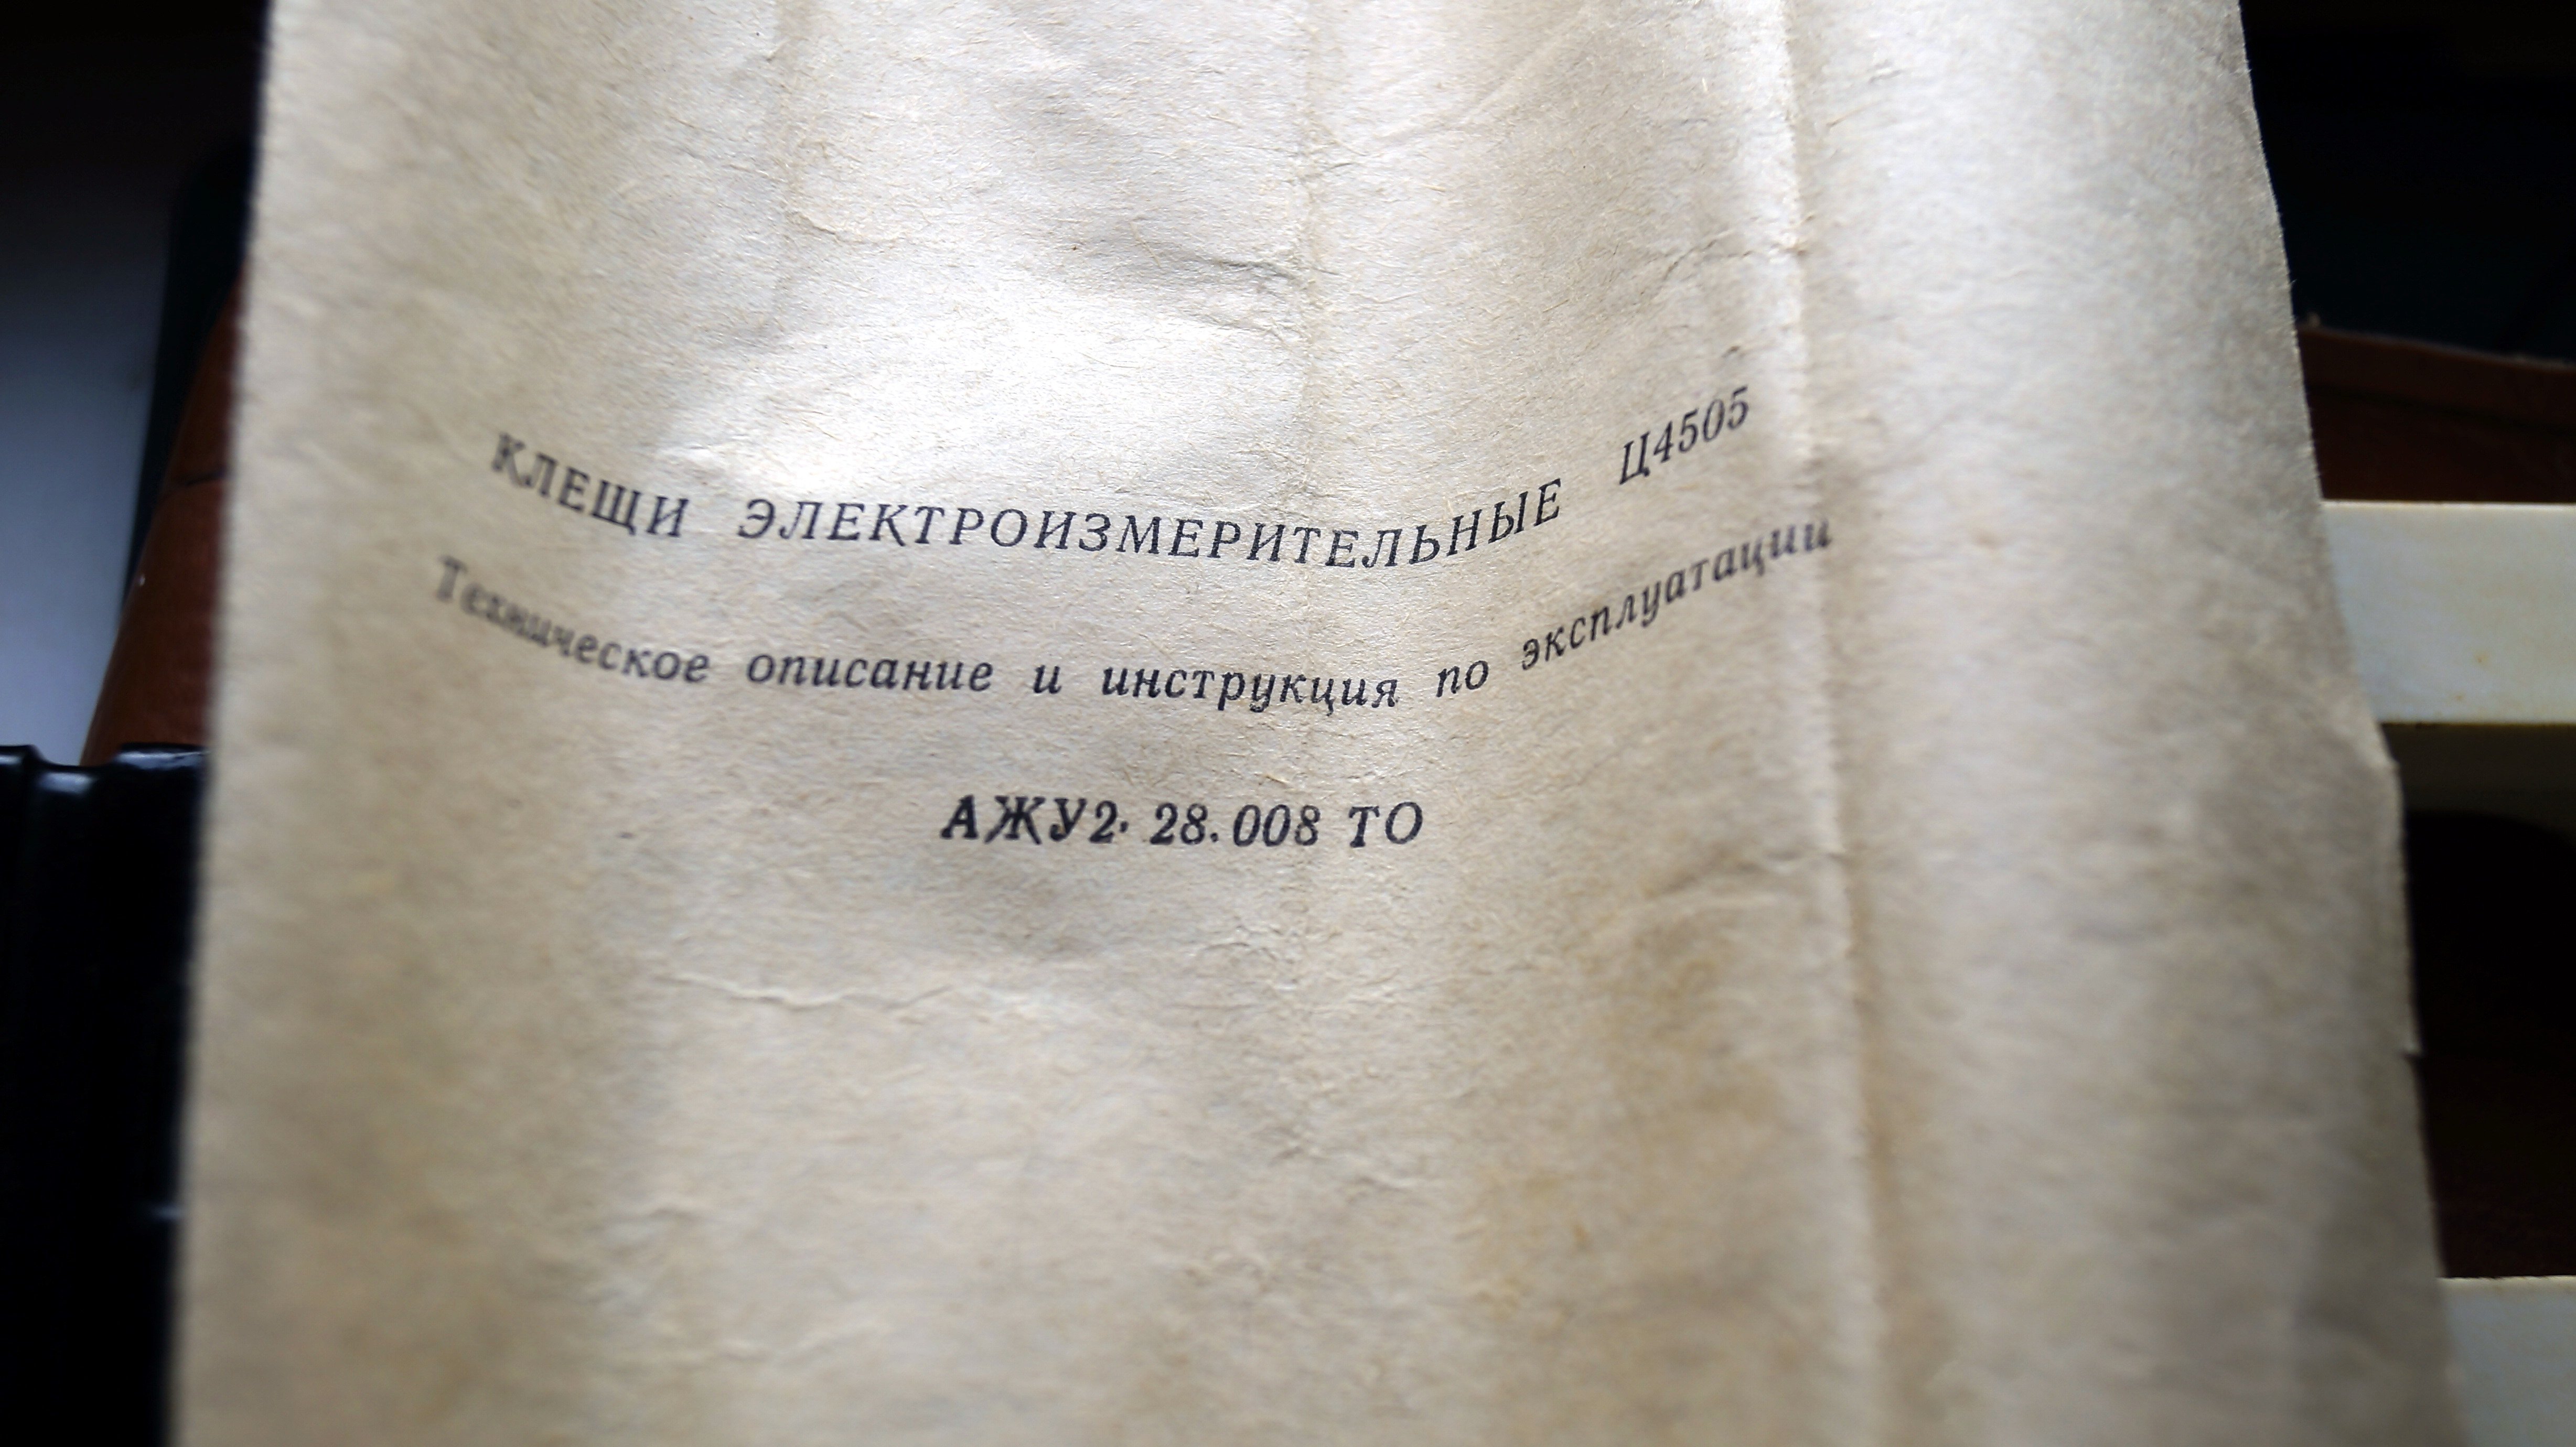 КЛЕЩИ ЭЛЕКТРОИЗМЕРИТЕЛЬНЫЕ Ц4505
Техническое описание и инструкция по эксплуатации
АЖУ2. 28.008 ТО